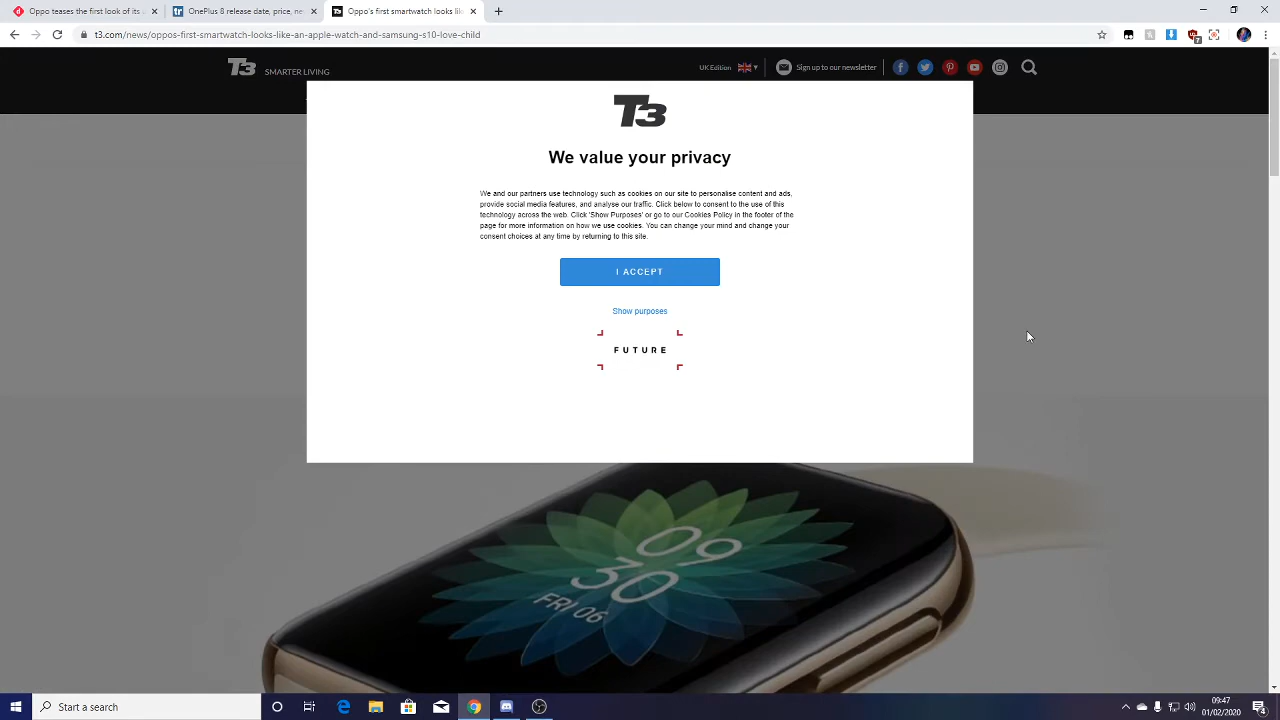 Oppo teases the first look of its
OnePlus 8 release date, price, ne
Oppo's first smartwatch looks lik
t3.com/news/oppos-first-smartwatch-looks-like-an-apple-watch-and-samsung-s10-love-child
T3 SMARTER LIVING
UK Edition
Sign up to our newsletter
T3
We value your privacy
We and our partners use technology such as cookies on our site to personalise content and ads,
provide social media features, and analyse our traffic. Click below to consent to the use of this
technology across the web. Click 'Show Purposes' or go to our Cookies Policy in the footer of the
page for more information on how we use cookies. You can change your mind and change your
consent choices at any time by returning to this site.
I ACCEPT
Show purposes
FUTURE
09
30
FRI 06
Start a search
09:47
01/02/2020